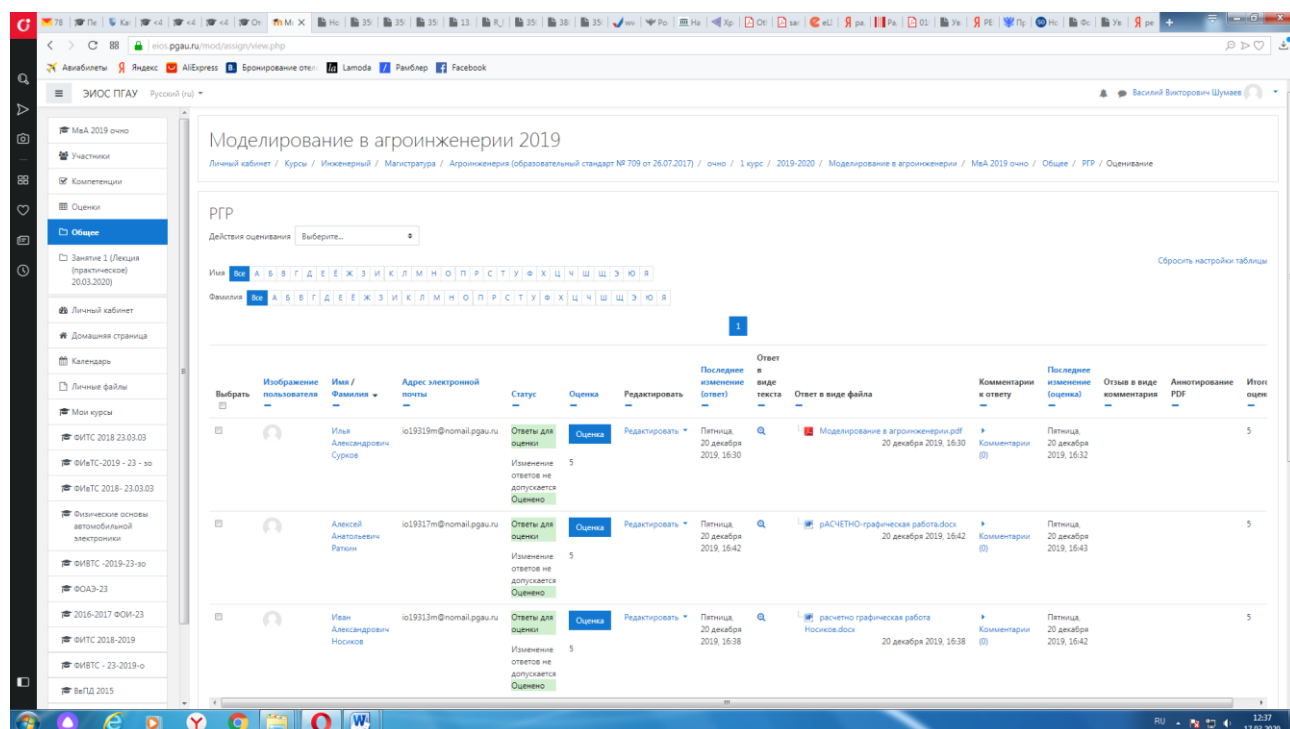 eios.pgau.ru/mod/assign/view.php
Авиабилеты Яндекс AliExpress Бронирование отел Lamoda Рамблер Facebook
ЭИОС ПГАУ Русский (ru)
Василий Викторович Шумаев
МвА 2019 очно
Участники
Компетенции
Оценки
Общее
Занятие 1 (Лекция
(практическое)
20.03.2020)
Личный кабинет
Домашняя страница
Календарь
Личные файлы
Мои курсы
ФИТС 2018 23.03.03
ФИвТС-2019 - 23 - зо
ФИвТС 2018- 23.03.03
Физические основы
автомобильной
электроники
ФИВТС -2019-23-зо
ФОАЭ-23
2016-2017 ФОИ-23
ФИТС 2018-2019
ФИВТС - 23-2019-о
ВвПД 2015
Моделирование в агроинженерии 2019
Личный кабинет / Курсы / Инженерный / Магистратура / Агроинженерия (образовательный стандарт № 709 от 26.07.2017) / очно / 1 курс / 2019-2020 / Моделирование в агроинженерии / МвА 2019 очно / Общее / РГР / Оценивание
РГР
Действия оценивания Выберите...
Сбросить настройки таблицы
Имя Все А Б В Г Д Е Ё Ж З И К Л М Н О П Р С Т У Ф Х Ц Ч Ш Щ Э Ю Я
Фамилия Все А Б В Г Д Е Ё Ж З И К Л М Н О П Р С Т У Ф Х Ц Ч Ш Щ Э Ю Я
1
Выбрать
Изображение
пользователя
Имя /
Фамилия
Адрес электронной
почты
Статус
Оценка
Редактировать
Последнее
изменение
(ответ)
Ответ
в
виде
текста
Ответ в виде файла
Комментарии
к ответу
Последнее
изменение
(оценка)
Отзыв в виде
комментария
Аннотирование
PDF
Итого
оцен
Илья
Александрович
Сурков
io19319m@nomail.pgau.ru
Ответы для
оценки
Изменение
ответов не
допускается
Оценено
Оценка
5
Редактировать
Пятница,
20 декабря
2019, 16:30
Моделирование в агроинженерии.pdf
20 декабря 2019, 16:30
Комментарии
(0)
Пятница,
20 декабря
2019, 16:32
5
Алексей
Анатольевич
Раткин
io19317m@nomail.pgau.ru
Ответы для
оценки
Изменение
ответов не
допускается
Оценено
Оценка
5
Редактировать
Пятница,
20 декабря
2019, 16:42
рАСЧЕТНО-графическая работа.docx
20 декабря 2019, 16:42
Комментарии
(0)
Пятница,
20 декабря
2019, 16:43
5
Иван
Александрович
Носиков
io19313m@nomail.pgau.ru
Ответы для
оценки
Изменение
ответов не
допускается
Оценено
Оценка
5
Редактировать
Пятница,
20 декабря
2019, 16:38
расчетно графическая работа
Носиков.docx
20 декабря 2019, 16:38
Комментарии
(0)
Пятница,
20 декабря
2019, 16:42
5
RU
12:37